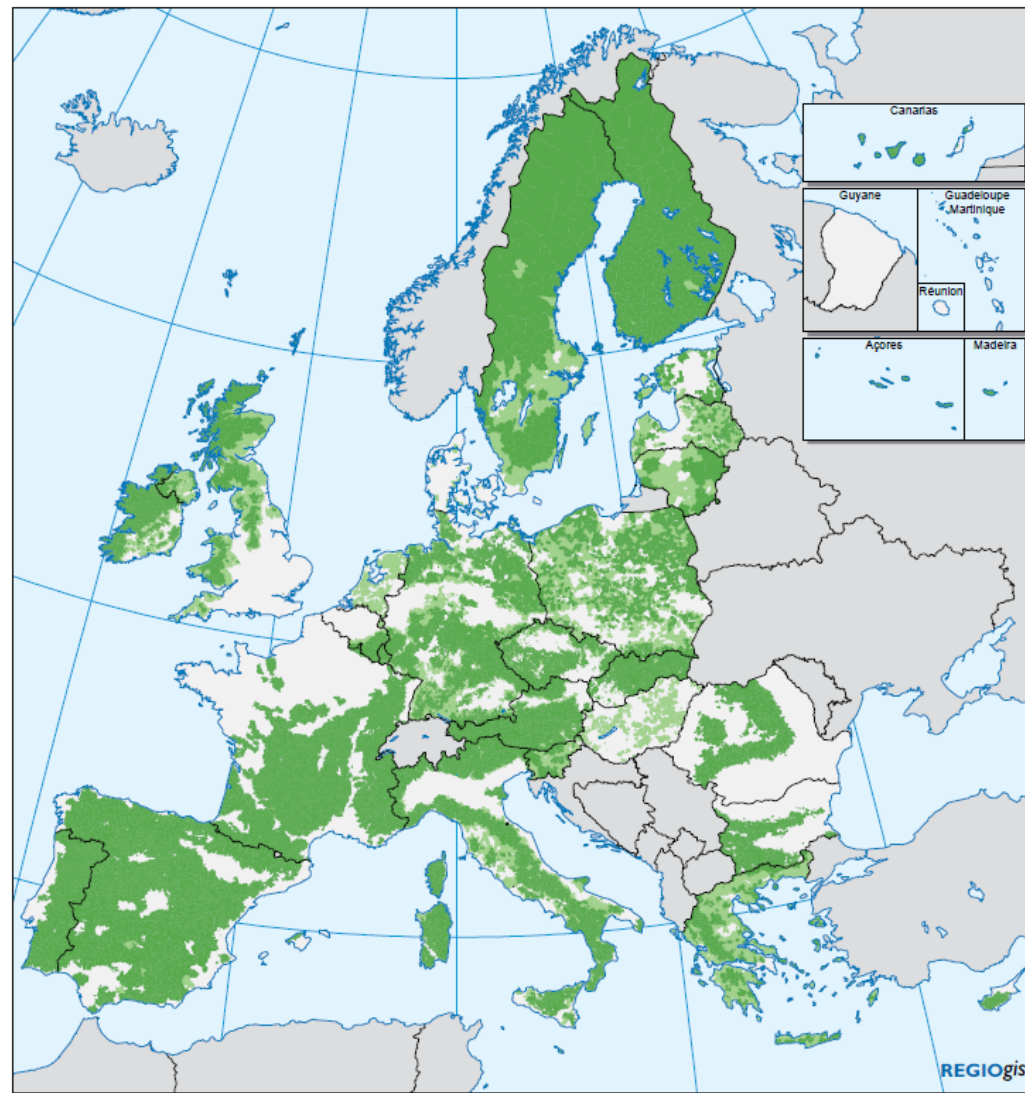 Canarias
Guyane
Guadeloupe
Martinique
Réunion
Açores
Madeira
REGIOgis